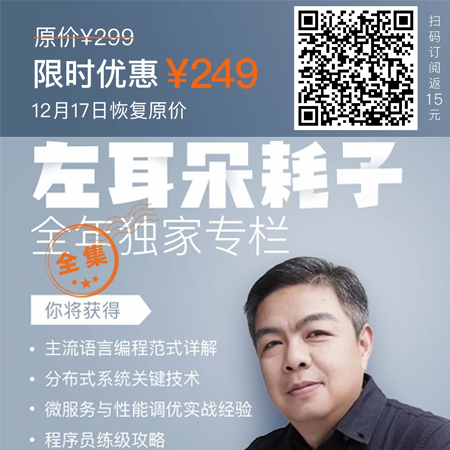 原价¥299
限时优惠 ¥249
12月17日恢复原价
扫码订阅返15元
左耳朵耗子
全年独家专栏
全集
你将获得
• 主流语言编程范式详解
• 分布式系统关键技术
• 微服务与性能调优实战经验
• 程序员练级攻略